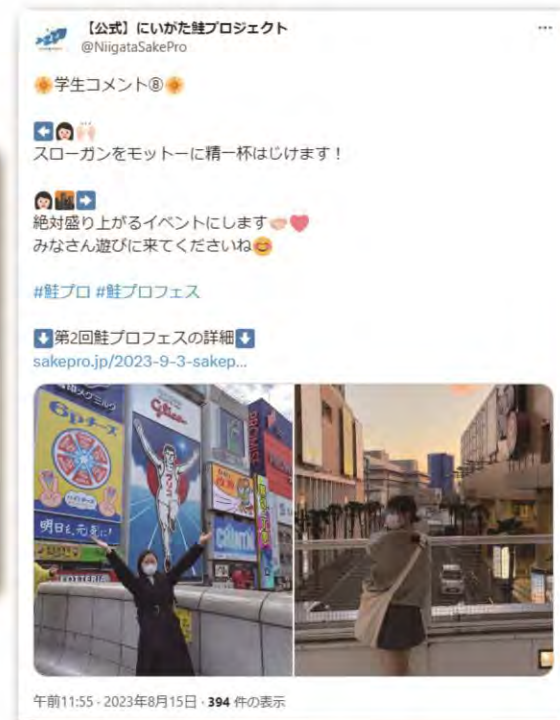 【公式】にいがた鮭プロジェクト
@NiigataSakePro
🌼学生コメント⑧🌼
⬅️👩🏻🙌🏻
スローガンをモットーに精一杯はじけます！
👩🏻🌇➡️
絶対盛り上がるイベントにします🤝🏻❤️
みなさん遊びに来てくださいね😊
#鮭プロ #鮭プロフェス
⬇️第2回鮭プロフェスの詳細⬇️
sakepro.jp/2023-9-3-sakep...
6Pチーズ
Glico
明日も、元気に!
LOTTERIA
PROMISE
午前11:55 · 2023年8月15日 · 394 件の表示